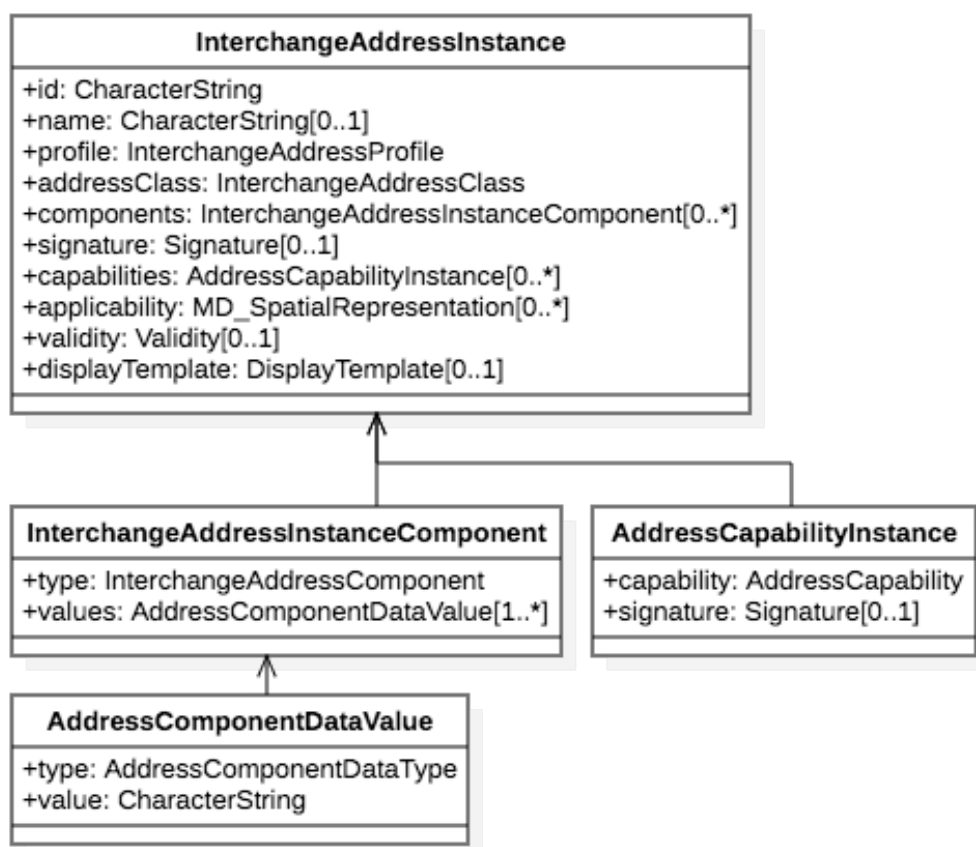 InterchangeAddressInstance
+id: CharacterString
+name: CharacterString[0..1]
+profile: InterchangeAddressProfile
+addressClass: InterchangeAddressClass
+components: InterchangeAddressInstanceComponent[0..*]
+signature: Signature[0..1]
+capabilities: AddressCapabilityInstance[0..*]
+applicability: MD_SpatialRepresentation[0..*]
+validity: Validity[0..1]
+displayTemplate: DisplayTemplate[0..1]
InterchangeAddressInstanceComponent
+type: InterchangeAddressComponent
+values: AddressComponentDataValue[1..*]
AddressCapabilityInstance
+capability: AddressCapability
+signature: Signature[0..1]
AddressComponentDataValue
+type: AddressComponentDataType
+value: CharacterString